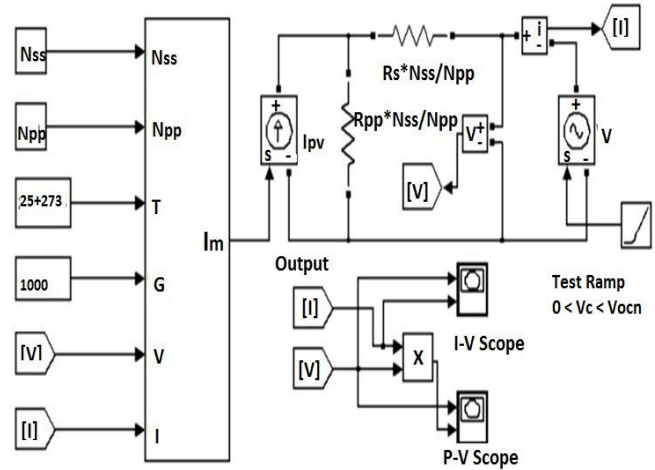 Nss
Npp
25+273
1000
[V]
[I]
Nss
Npp
T
G
V
I
Im
+
s -
Ipv
Rs*Nss/Npp
Rpp*Nss/Npp
V + -
[V]
+ i -
[I]
+
s -
V
Test Ramp
0 < Vc < Vocn
Output
[I]
[V]
X
I-V Scope
P-V Scope